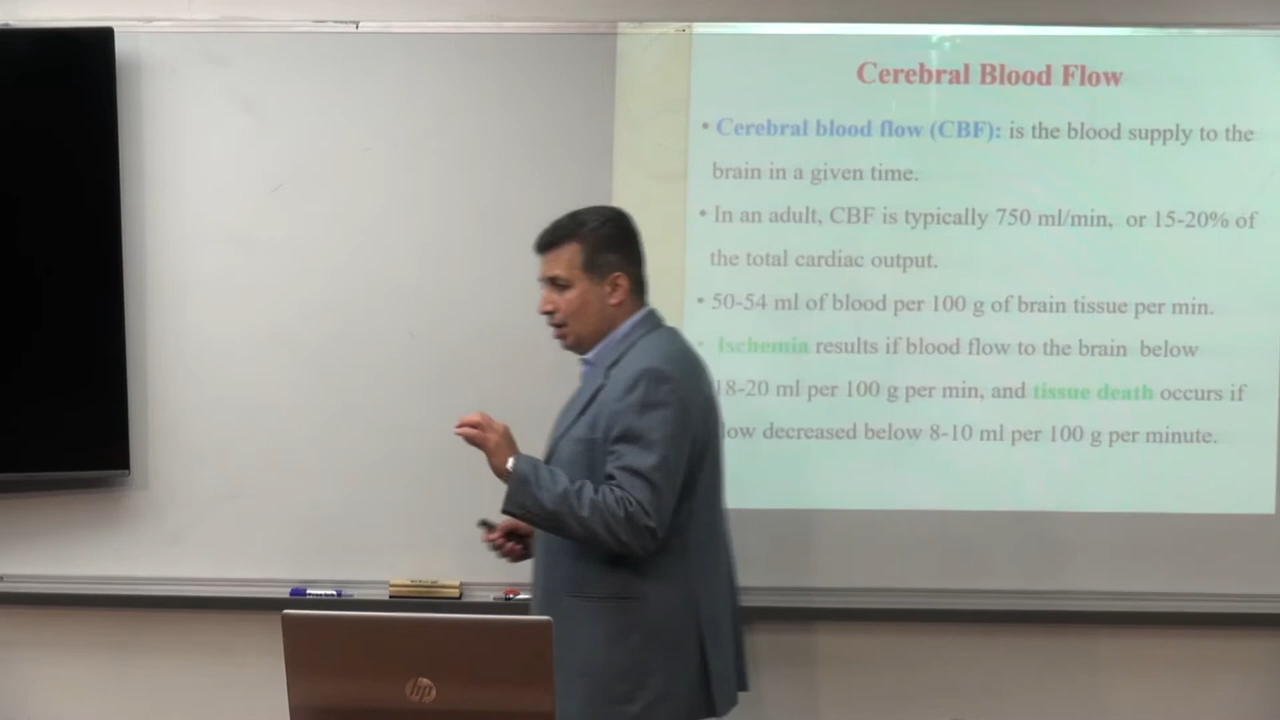 Cerebral Blood Flow
• Cerebral blood flow (CBF): is the blood supply to the
brain in a given time.
• In an adult, CBF is typically 750 ml/min, or 15-20% of
the total cardiac output.
• 50-54 ml of blood per 100 g of brain tissue per min.
• Ischemia results if blood flow to the brain below
18-20 ml per 100 g per min, and tissue death occurs if
low decreased below 8-10 ml per 100 g per minute.
hp